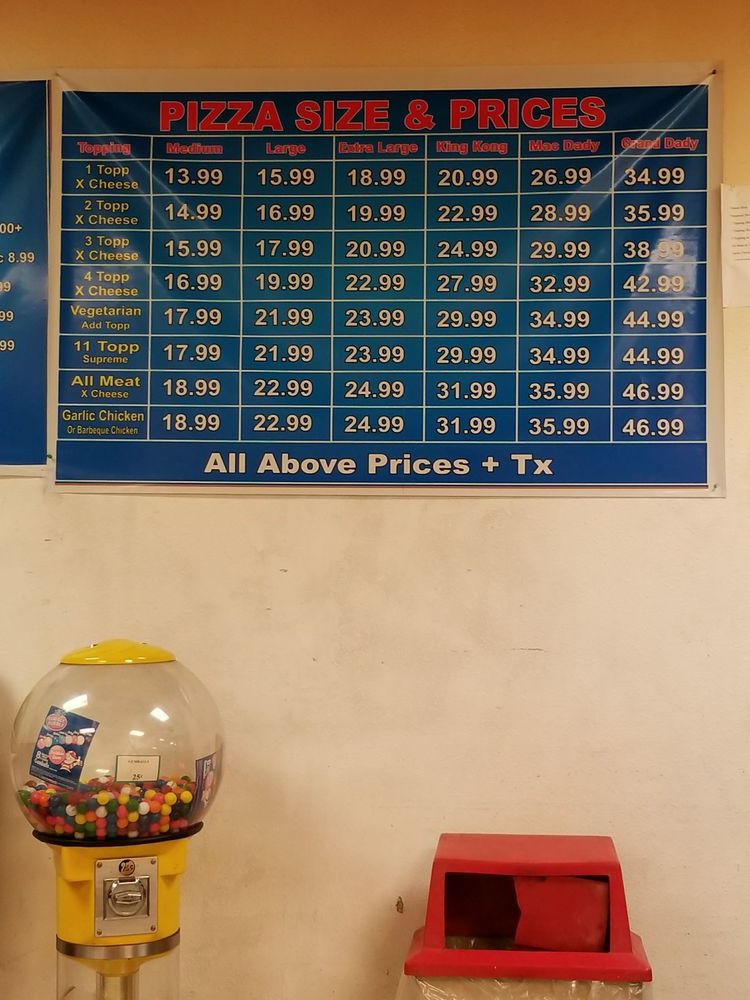 PIZZA SIZE & PRICES
Topping Medium Large Extra Large King Kong Mac Dady Grand Dady
1 Topp
X Cheese
13.99 15.99 18.99 20.99 26.99 34.99
2 Topp
X Cheese
14.99 16.99 19.99 22.99 28.99 35.99
3 Topp
X Cheese
15.99 17.99 20.99 24.99 29.99 38.99
4 Topp
X Cheese
16.99 19.99 22.99 27.99 32.99 42.99
Vegetarian
Add Topp
17.99 21.99 23.99 29.99 34.99 44.99
11 Topp
Supreme
17.99 21.99 23.99 29.99 34.99 44.99
All Meat
X Cheese
18.99 22.99 24.99 31.99 35.99 46.99
Garlic Chicken
Or Barbeque Chicken
18.99 22.99 24.99 31.99 35.99 46.99
All Above Prices + Tx
00+
c 8.99
99
99
99
25¢
25¢